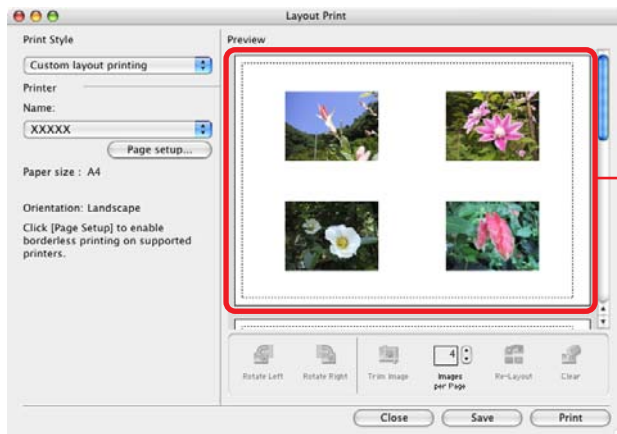 Layout Print
Print Style
Custom layout printing
Printer
Name:
XXXXX
Page setup...
Paper size : A4
Orientation: Landscape
Click [Page Setup] to enable
borderless printing on supported
printers.
Preview
4
Rotate Left Rotate Right Trim Image Images Re-Layout Clear
per Page
Close Save Print